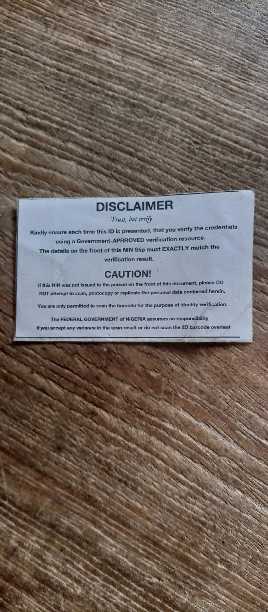 DISCLAIMER
Trust, but verify
Kindly ensure each time this ID is presented, that you verify the credentials
using a Government-APPROVED verification resource.
The details on the front of this NIN Slip must EXACTLY match the
verification result.
CAUTION!
If this NIN was not issued to the person on the front of this document, please DO
NOT attempt to scan, photocopy or replicate the personal data contained herein.
You are only permitted to scan the barcode for the purpose of identity verification.
The FEDERAL GOVERNMENT of NIGERIA assumes no responsibility
if you accept any variance in the scan result or do not scan the 2D barcode overleaf